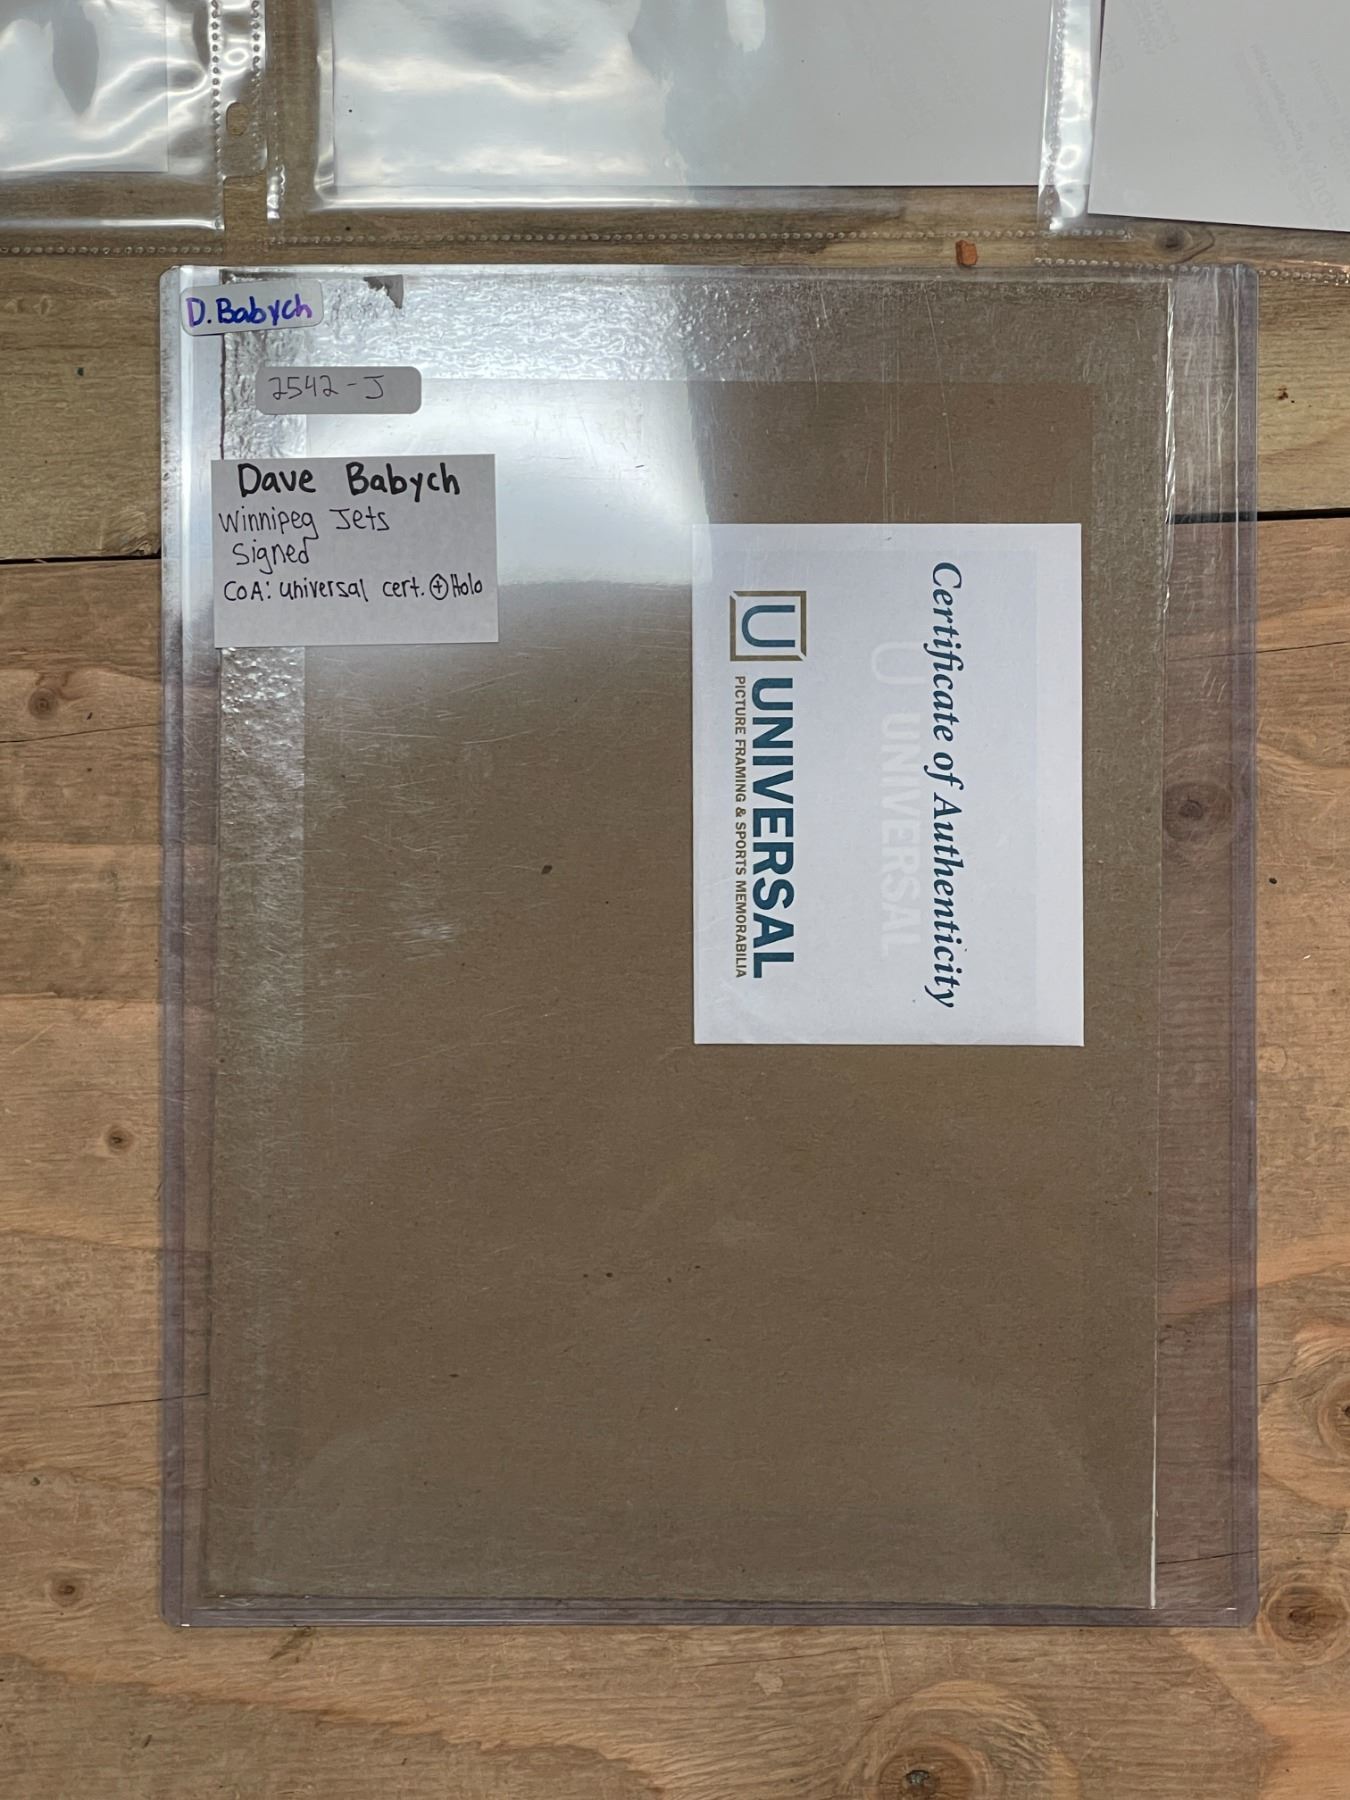 D. Babych
2542-J
Dave Babych
Winnipeg Jets
Signed
CoA: universal cert. + Holo
Certificate of Authenticity
U UNIVERSAL
U UNIVERSAL
PICTURE FRAMING & SPORTS MEMORABILIA